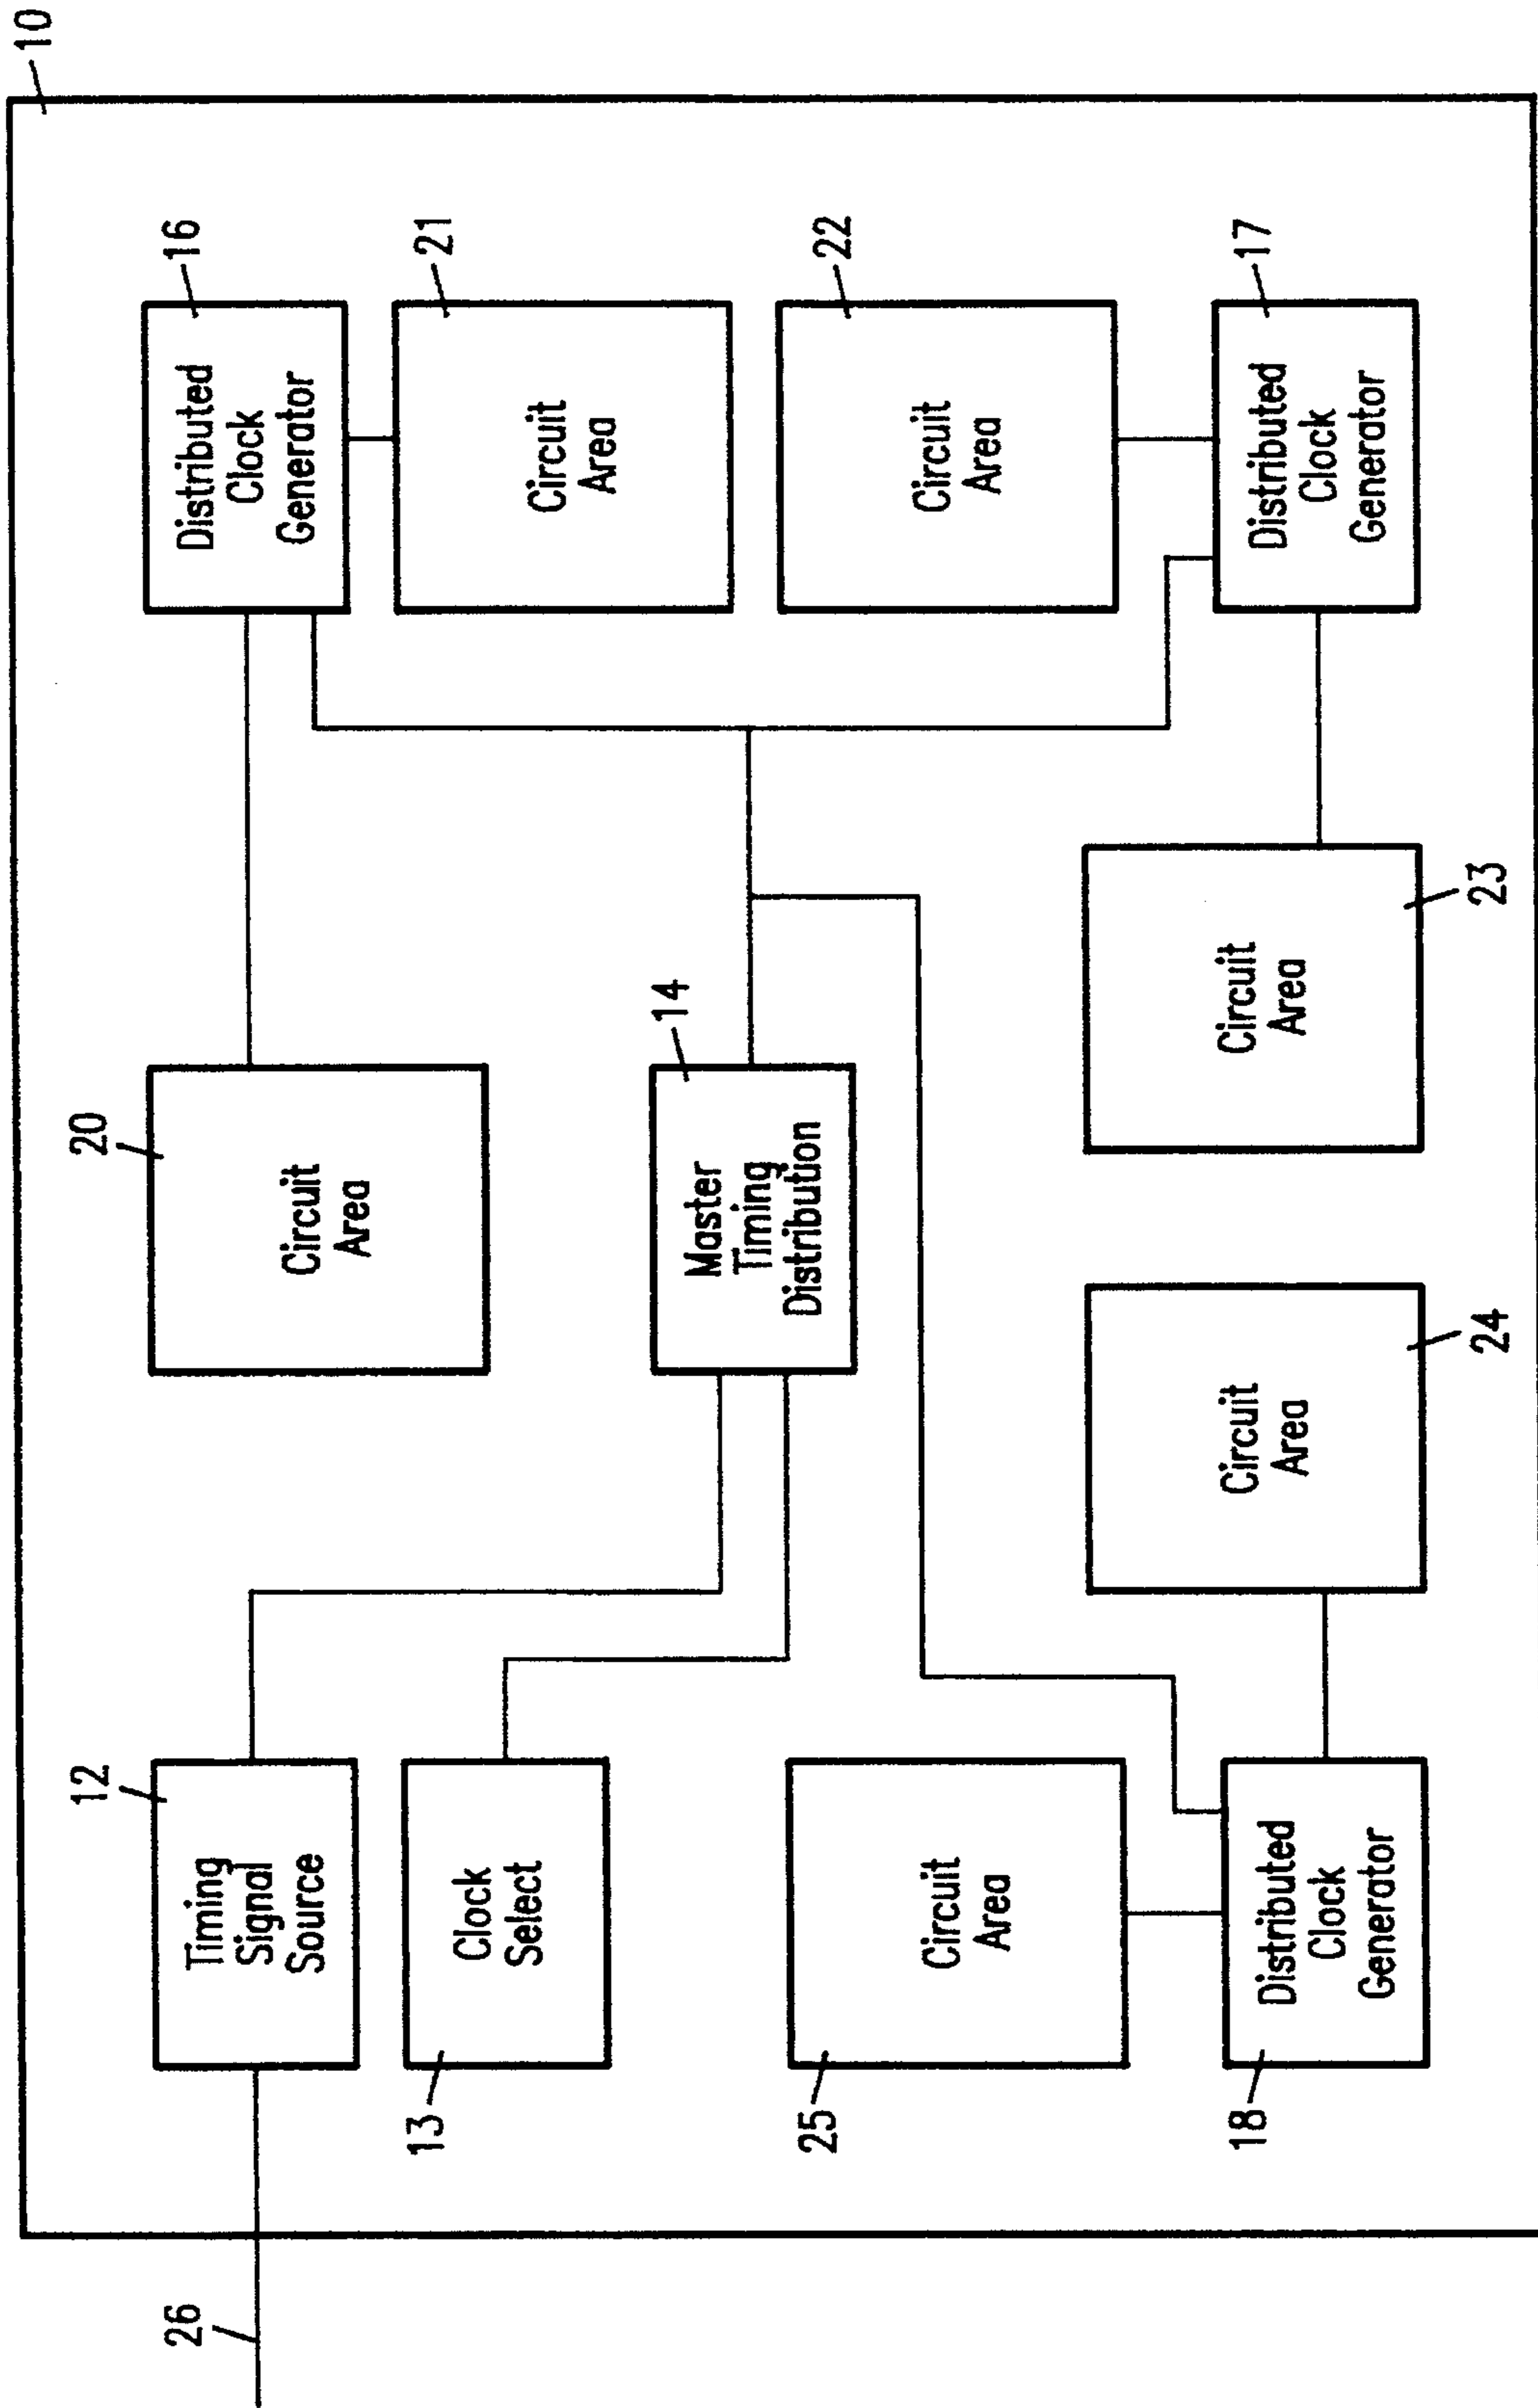 10
12
Timing
Signal
Source
20
Circuit
Area
16
Distributed
Clock
Generator
26
13
Clock
Select
14
Master
Timing
Distribution
21
Circuit
Area
25
Circuit
Area
22
Circuit
Area
18
Distributed
Clock
Generator
24
Circuit
Area
23
Circuit
Area
17
Distributed
Clock
Generator